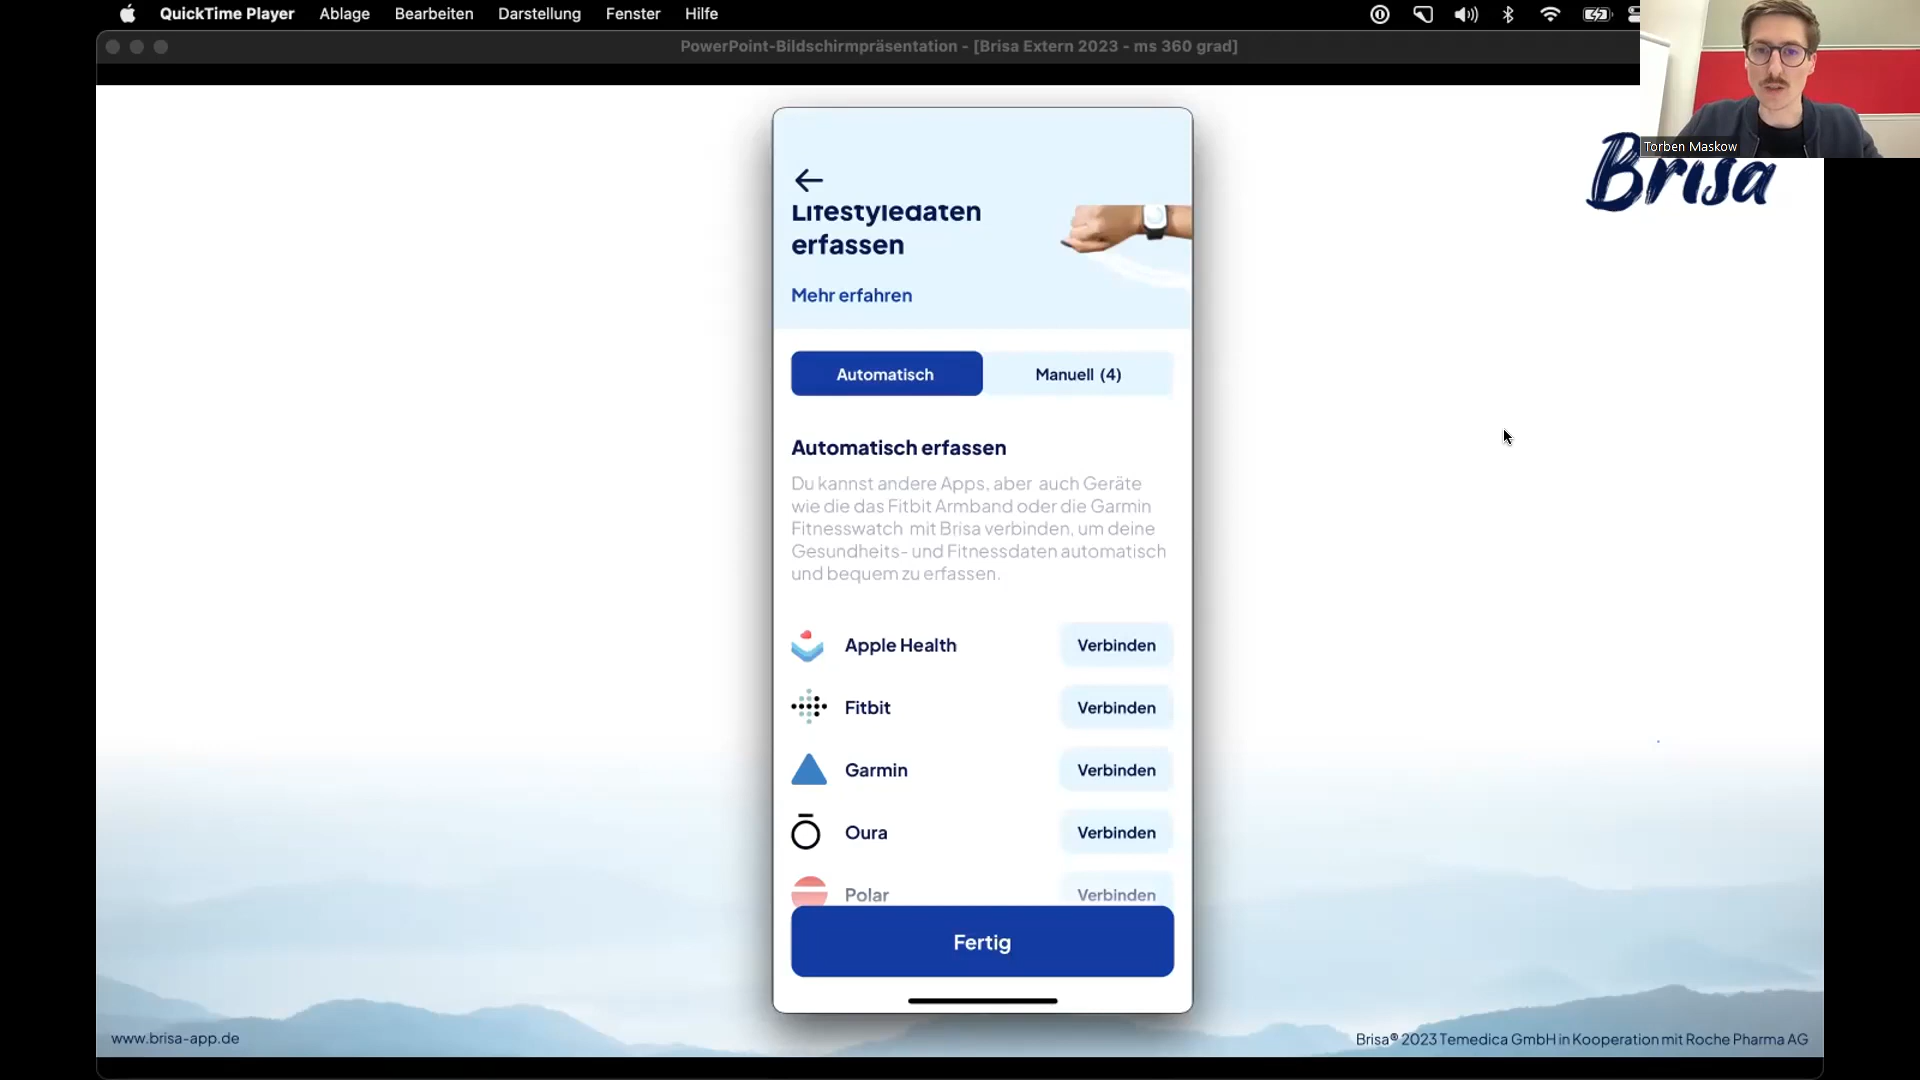 QuickTime Player Ablage Bearbeiten Darstellung Fenster Hilfe
PowerPoint-Bildschirmpräsentation - [Brisa Extern 2023 - ms 360 grad]
Torben Maskow
Brisa
Lifestyledaten
erfassen
Mehr erfahren
Automatisch Manuell (4)
Automatisch erfassen
Du kannst andere Apps, aber auch Geräte
wie die das Fitbit Armband oder die Garmin
Fitnesswatch mit Brisa verbinden, um deine
Gesundheits- und Fitnessdaten automatisch
und bequem zu erfassen.
Apple Health Verbinden
Fitbit Verbinden
Garmin Verbinden
Oura Verbinden
Polar Verbinden
Fertig
www.brisa-app.de
Brisa® 2023 Temedica GmbH in Kooperation mit Roche Pharma AG